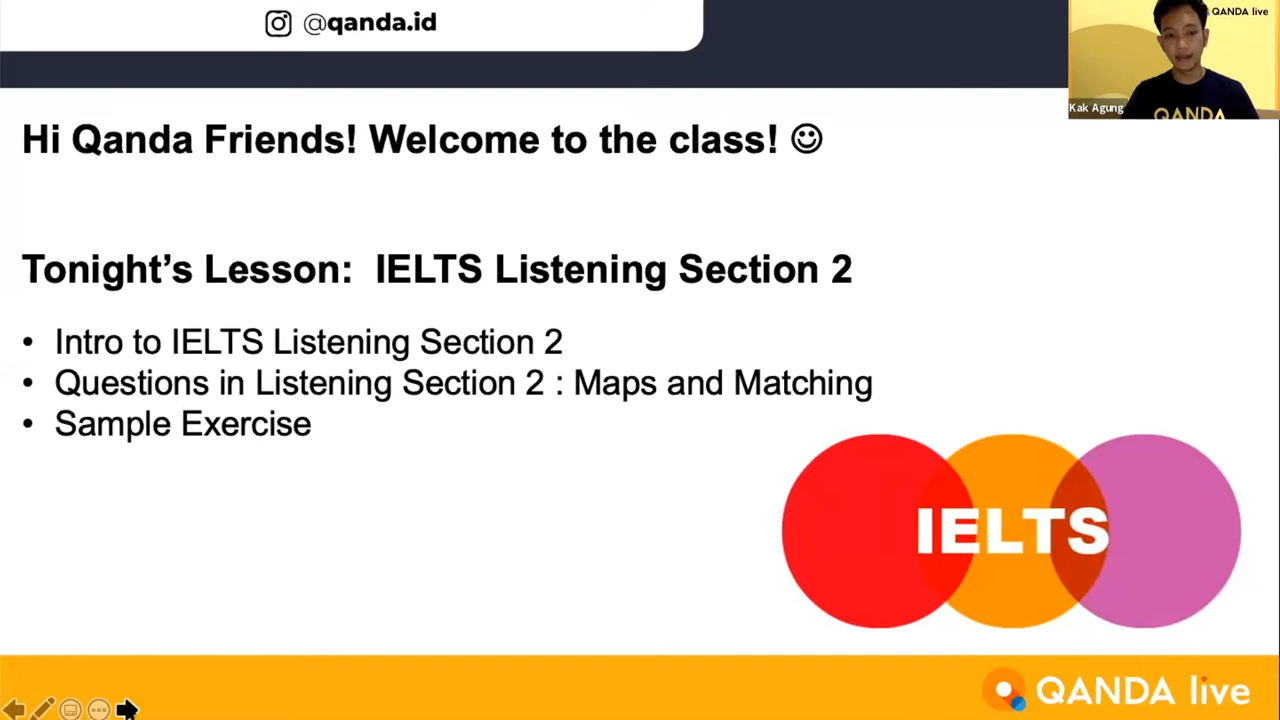 @qanda.id
QANDA live
Kak Agung
QANDA
Hi Qanda Friends! Welcome to the class! ☺
Tonight’s Lesson:  IELTS Listening Section 2
• Intro to IELTS Listening Section 2
• Questions in Listening Section 2 : Maps and Matching
• Sample Exercise
IELTS
QANDA live